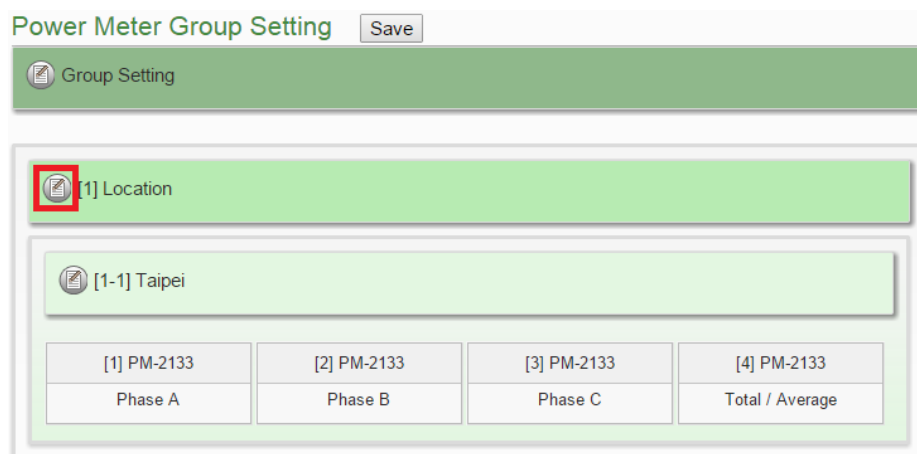 Power Meter Group Setting Save
Group Setting
[1] Location
[1-1] Taipei
[1] PM-2133 [2] PM-2133 [3] PM-2133 [4] PM-2133
Phase A Phase B Phase C Total / Average